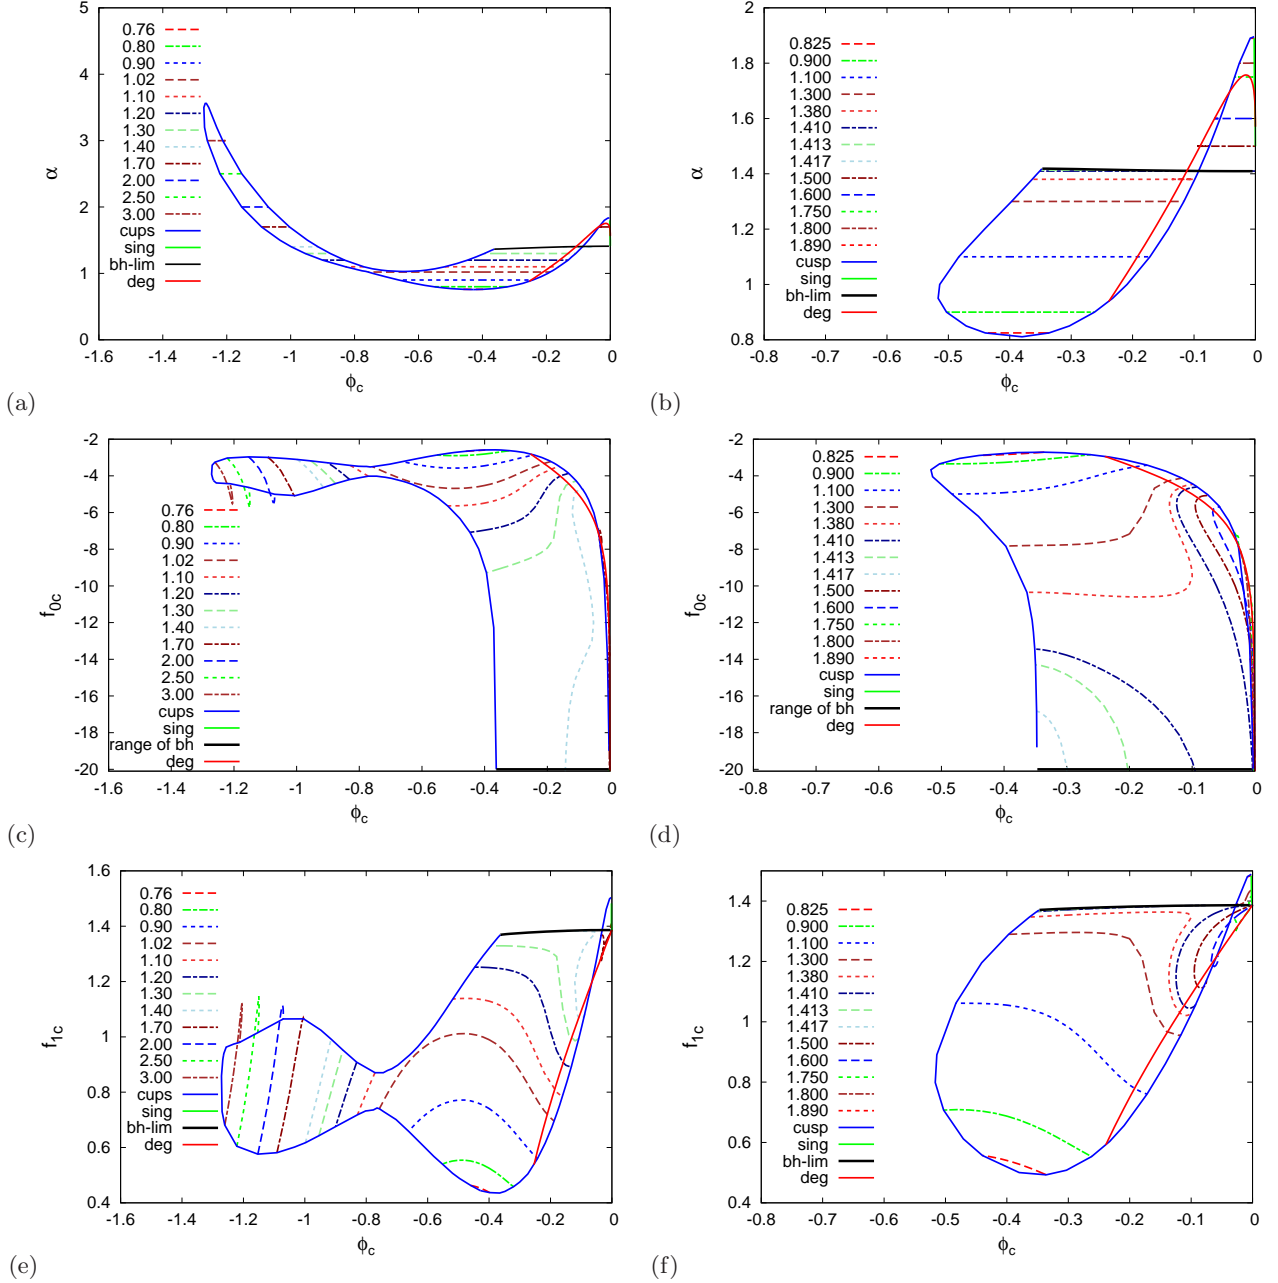 5
4
3
2
1
0
α
0.76
0.80
0.90
1.02
1.10
1.20
1.30
1.40
1.70
2.00
2.50
3.00
cups
sing
bh-lim
deg
-1.6 -1.4 -1.2 -1 -0.8 -0.6 -0.4 -0.2 0
ϕc
(a)
2
1.8
1.6
1.4
1.2
1
0.8
α
0.825
0.900
1.100
1.300
1.380
1.410
1.413
1.417
1.500
1.600
1.750
1.800
1.890
cusp
sing
bh-lim
deg
-0.8 -0.7 -0.6 -0.5 -0.4 -0.3 -0.2 -0.1 0
ϕc
(b)
-2
-4
-6
-8
-10
-12
-14
-16
-18
-20
f0c
0.76
0.80
0.90
1.02
1.10
1.20
1.30
1.40
1.70
2.00
2.50
3.00
cups
sing
range of bh
deg
-1.6 -1.4 -1.2 -1 -0.8 -0.6 -0.4 -0.2 0
ϕc
(c)
-2
-4
-6
-8
-10
-12
-14
-16
-18
-20
f0c
0.825
0.900
1.100
1.300
1.380
1.410
1.413
1.417
1.500
1.600
1.750
1.800
1.890
cusp
sing
range of bh
deg
-0.8 -0.7 -0.6 -0.5 -0.4 -0.3 -0.2 -0.1 0
ϕc
(d)
1.6
1.4
1.2
1
0.8
0.6
0.4
f1c
0.76
0.80
0.90
1.02
1.10
1.20
1.30
1.40
1.70
2.00
2.50
3.00
cups
sing
bh-lim
deg
-1.6 -1.4 -1.2 -1 -0.8 -0.6 -0.4 -0.2 0
ϕc
(e)
1.4
1.2
1
0.8
0.6
0.4
f1c
0.825
0.900
1.100
1.300
1.380
1.410
1.413
1.417
1.500
1.600
1.750
1.800
1.890
cusp
sing
bh-lim
deg
-0.8 -0.7 -0.6 -0.5 -0.4 -0.3 -0.2 -0.1 0
ϕc
(f)